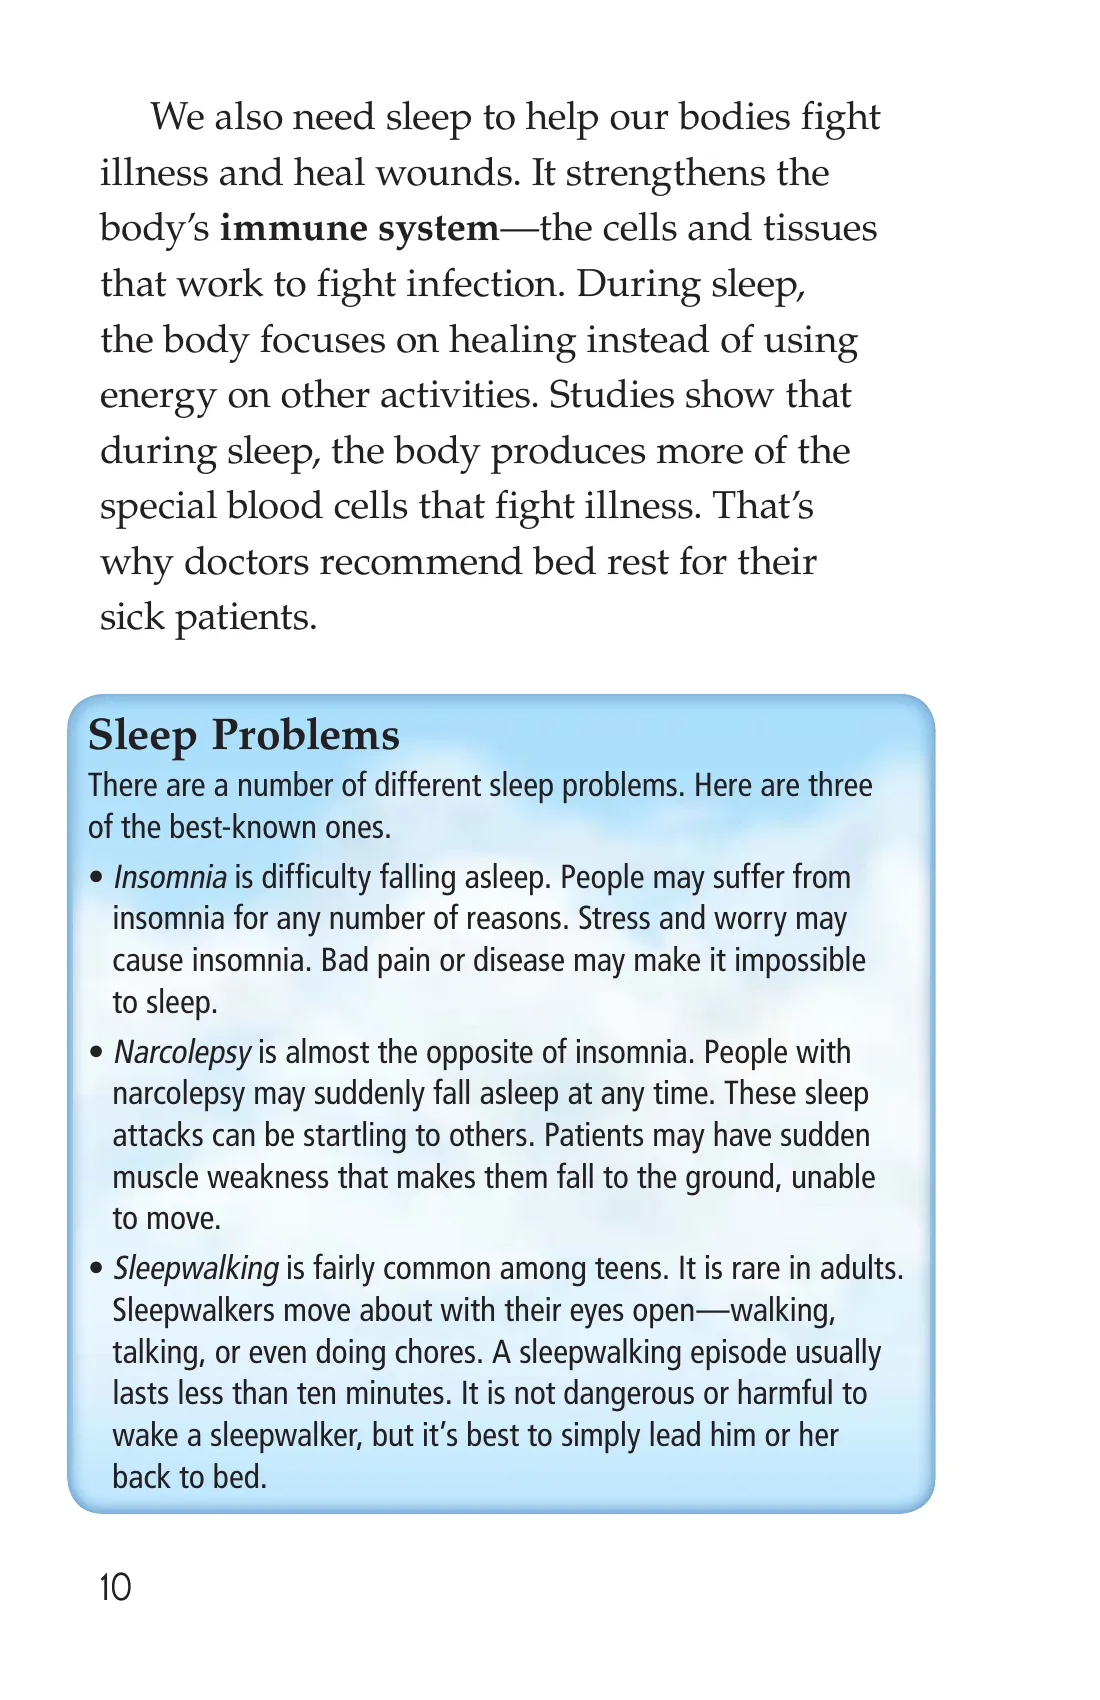 We also need sleep to help our bodies fight
illness and heal wounds. It strengthens the
body’s immune system—the cells and tissues
that work to fight infection. During sleep,
the body focuses on healing instead of using
energy on other activities. Studies show that
during sleep, the body produces more of the
special blood cells that fight illness. That’s
why doctors recommend bed rest for their
sick patients.
Sleep Problems
There are a number of different sleep problems. Here are three
of the best-known ones.
• Insomnia is difficulty falling asleep. People may suffer from
insomnia for any number of reasons. Stress and worry may
cause insomnia. Bad pain or disease may make it impossible
to sleep.
• Narcolepsy is almost the opposite of insomnia. People with
narcolepsy may suddenly fall asleep at any time. These sleep
attacks can be startling to others. Patients may have sudden
muscle weakness that makes them fall to the ground, unable
to move.
• Sleepwalking is fairly common among teens. It is rare in adults.
Sleepwalkers move about with their eyes open—walking,
talking, or even doing chores. A sleepwalking episode usually
lasts less than ten minutes. It is not dangerous or harmful to
wake a sleepwalker, but it’s best to simply lead him or her
back to bed.
10